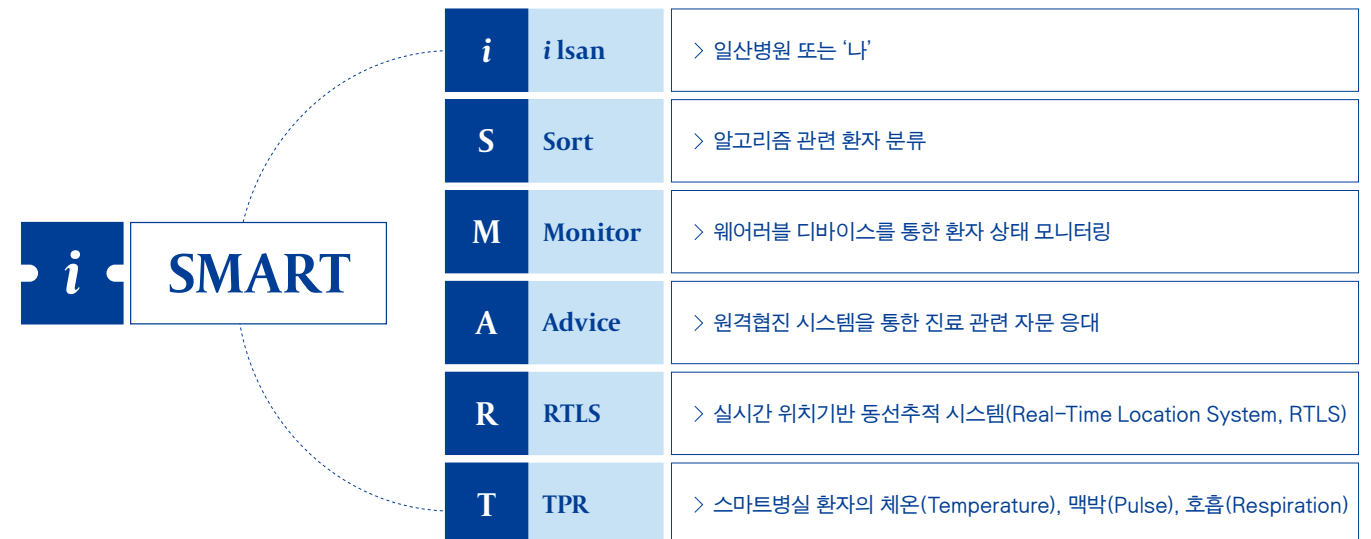 i SMART
i ilsan > 일산병원 또는 ‘나’
S Sort > 알고리즘 관련 환자 분류
M Monitor > 웨어러블 디바이스를 통한 환자 상태 모니터링
A Advice > 원격협진 시스템을 통한 진료 관련 자문 응대
R RTLS > 실시간 위치기반 동선추적 시스템(Real-Time Location System, RTLS)
T TPR > 스마트병실 환자의 체온(Temperature), 맥박(Pulse), 호흡(Respiration)